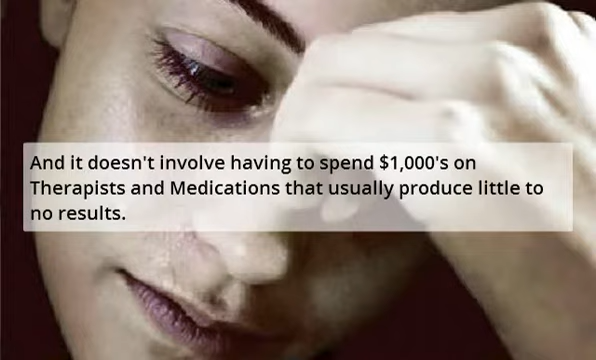 And it doesn't involve having to spend $1,000's on
Therapists and Medications that usually produce little to
no results.